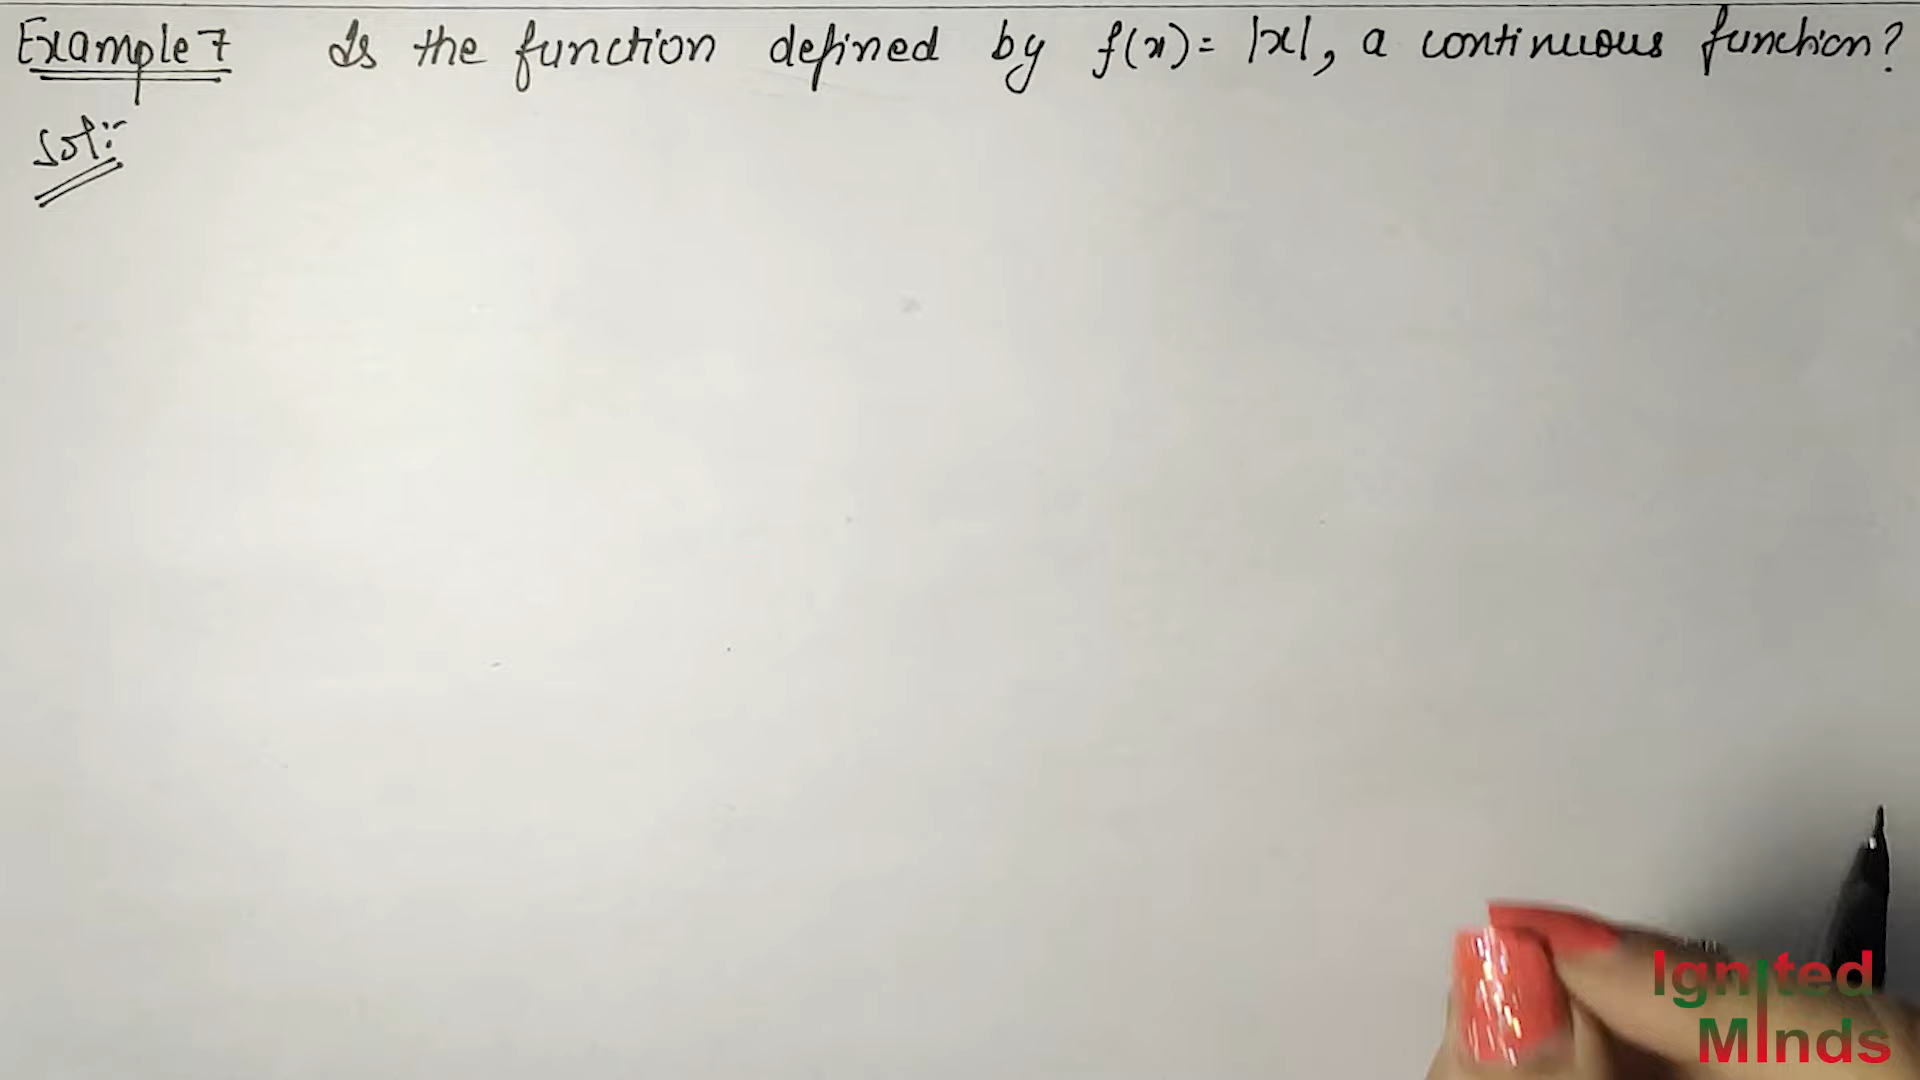 Example 7 Is the function defined by f(x) = |x|, a continuous function?
Sol:-
Ignited
Minds